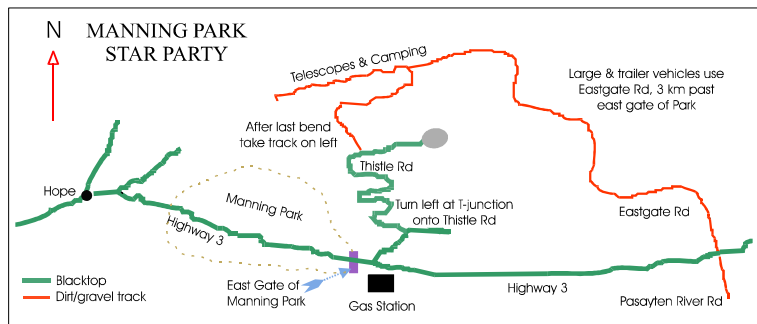 N
MANNING PARK
STAR PARTY
Telescopes & Camping
Large & trailer vehicles use
Eastgate Rd, 3 km past
east gate of Park
After last bend
take track on left
Thistle Rd
Hope
Manning Park
Turn left at T-junction
onto Thistle Rd
Eastgate Rd
Highway 3
Blacktop
Dirt/gravel track
East Gate of
Manning Park
Gas Station
Highway 3
Pasayten River Rd